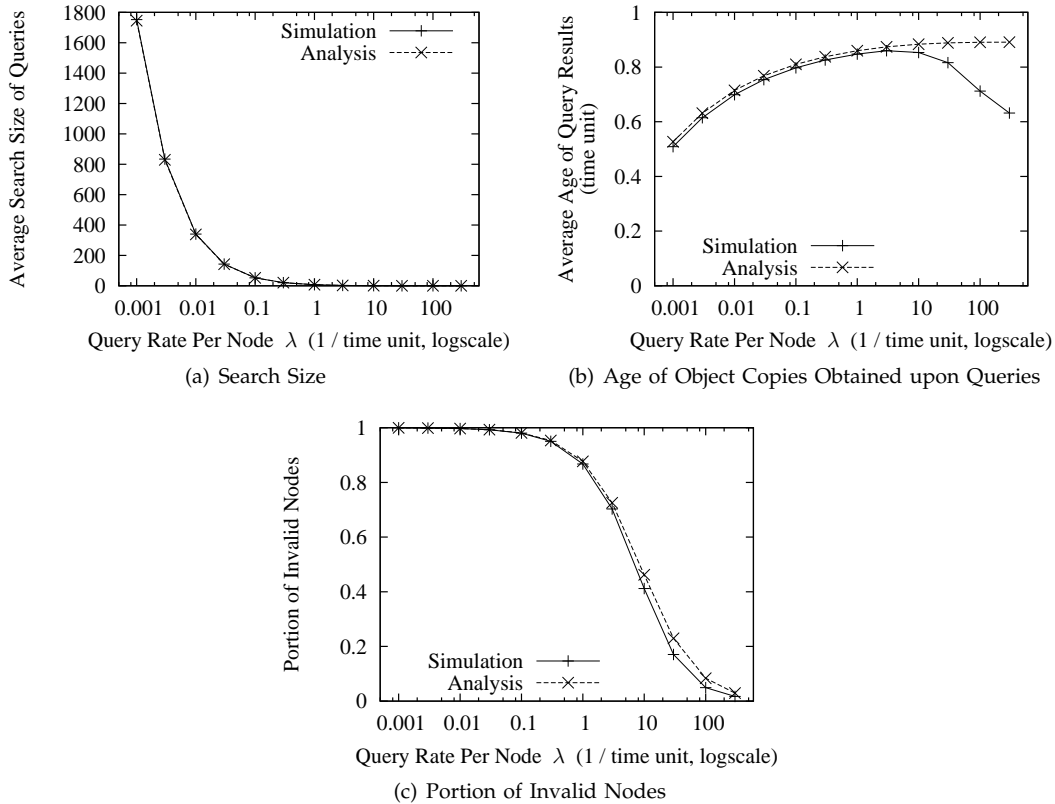 1800
1600
1400
1200
1000
800
600
400
200
0
Average Search Size of Queries
Simulation
Analysis
0.001 0.01 0.1 1 10 100
Query Rate Per Node λ (1 / time unit, logscale)
(a) Search Size
1
0.8
0.6
0.4
0.2
0
Average Age of Query Results
(time unit)
Simulation
Analysis
0.001 0.01 0.1 1 10 100
Query Rate Per Node λ (1 / time unit, logscale)
(b) Age of Object Copies Obtained upon Queries
1
0.8
0.6
0.4
0.2
0
Portion of Invalid Nodes
Simulation
Analysis
0.001 0.01 0.1 1 10 100
Query Rate Per Node λ (1 / time unit, logscale)
(c) Portion of Invalid Nodes